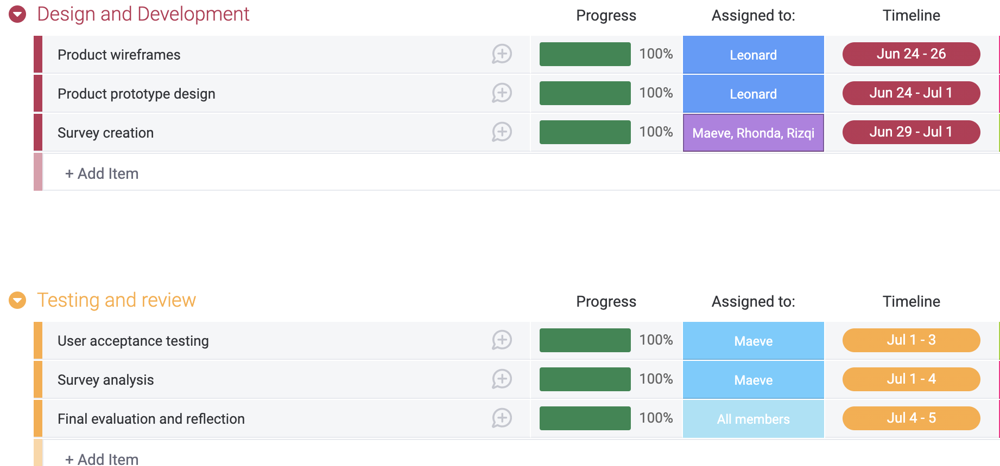 Design and Development Progress Assigned to: Timeline
Product wireframes 100% Leonard Jun 24 - 26
Product prototype design 100% Leonard Jun 24 - Jul 1
Survey creation 100% Maeve, Rhonda, Rizqi Jun 29 - Jul 1
+ Add Item
Testing and review Progress Assigned to: Timeline
User acceptance testing 100% Maeve Jul 1 - 3
Survey analysis 100% Maeve Jul 1 - 4
Final evaluation and reflection 100% All members Jul 4 - 5
+ Add Item